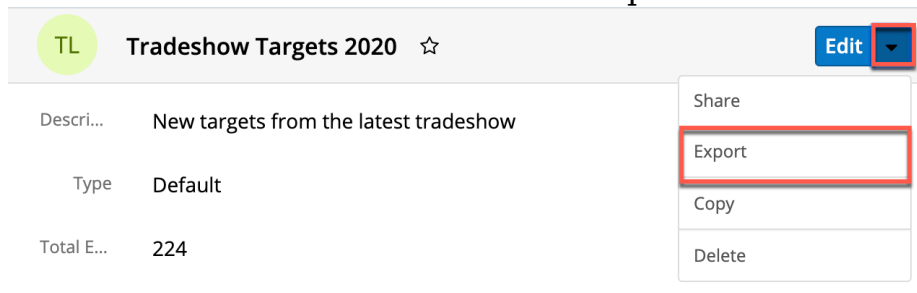 TL Tradeshow Targets 2020 Edit
Share
Descri... New targets from the latest tradeshow
Export
Type Default
Copy
Total E... 224
Delete